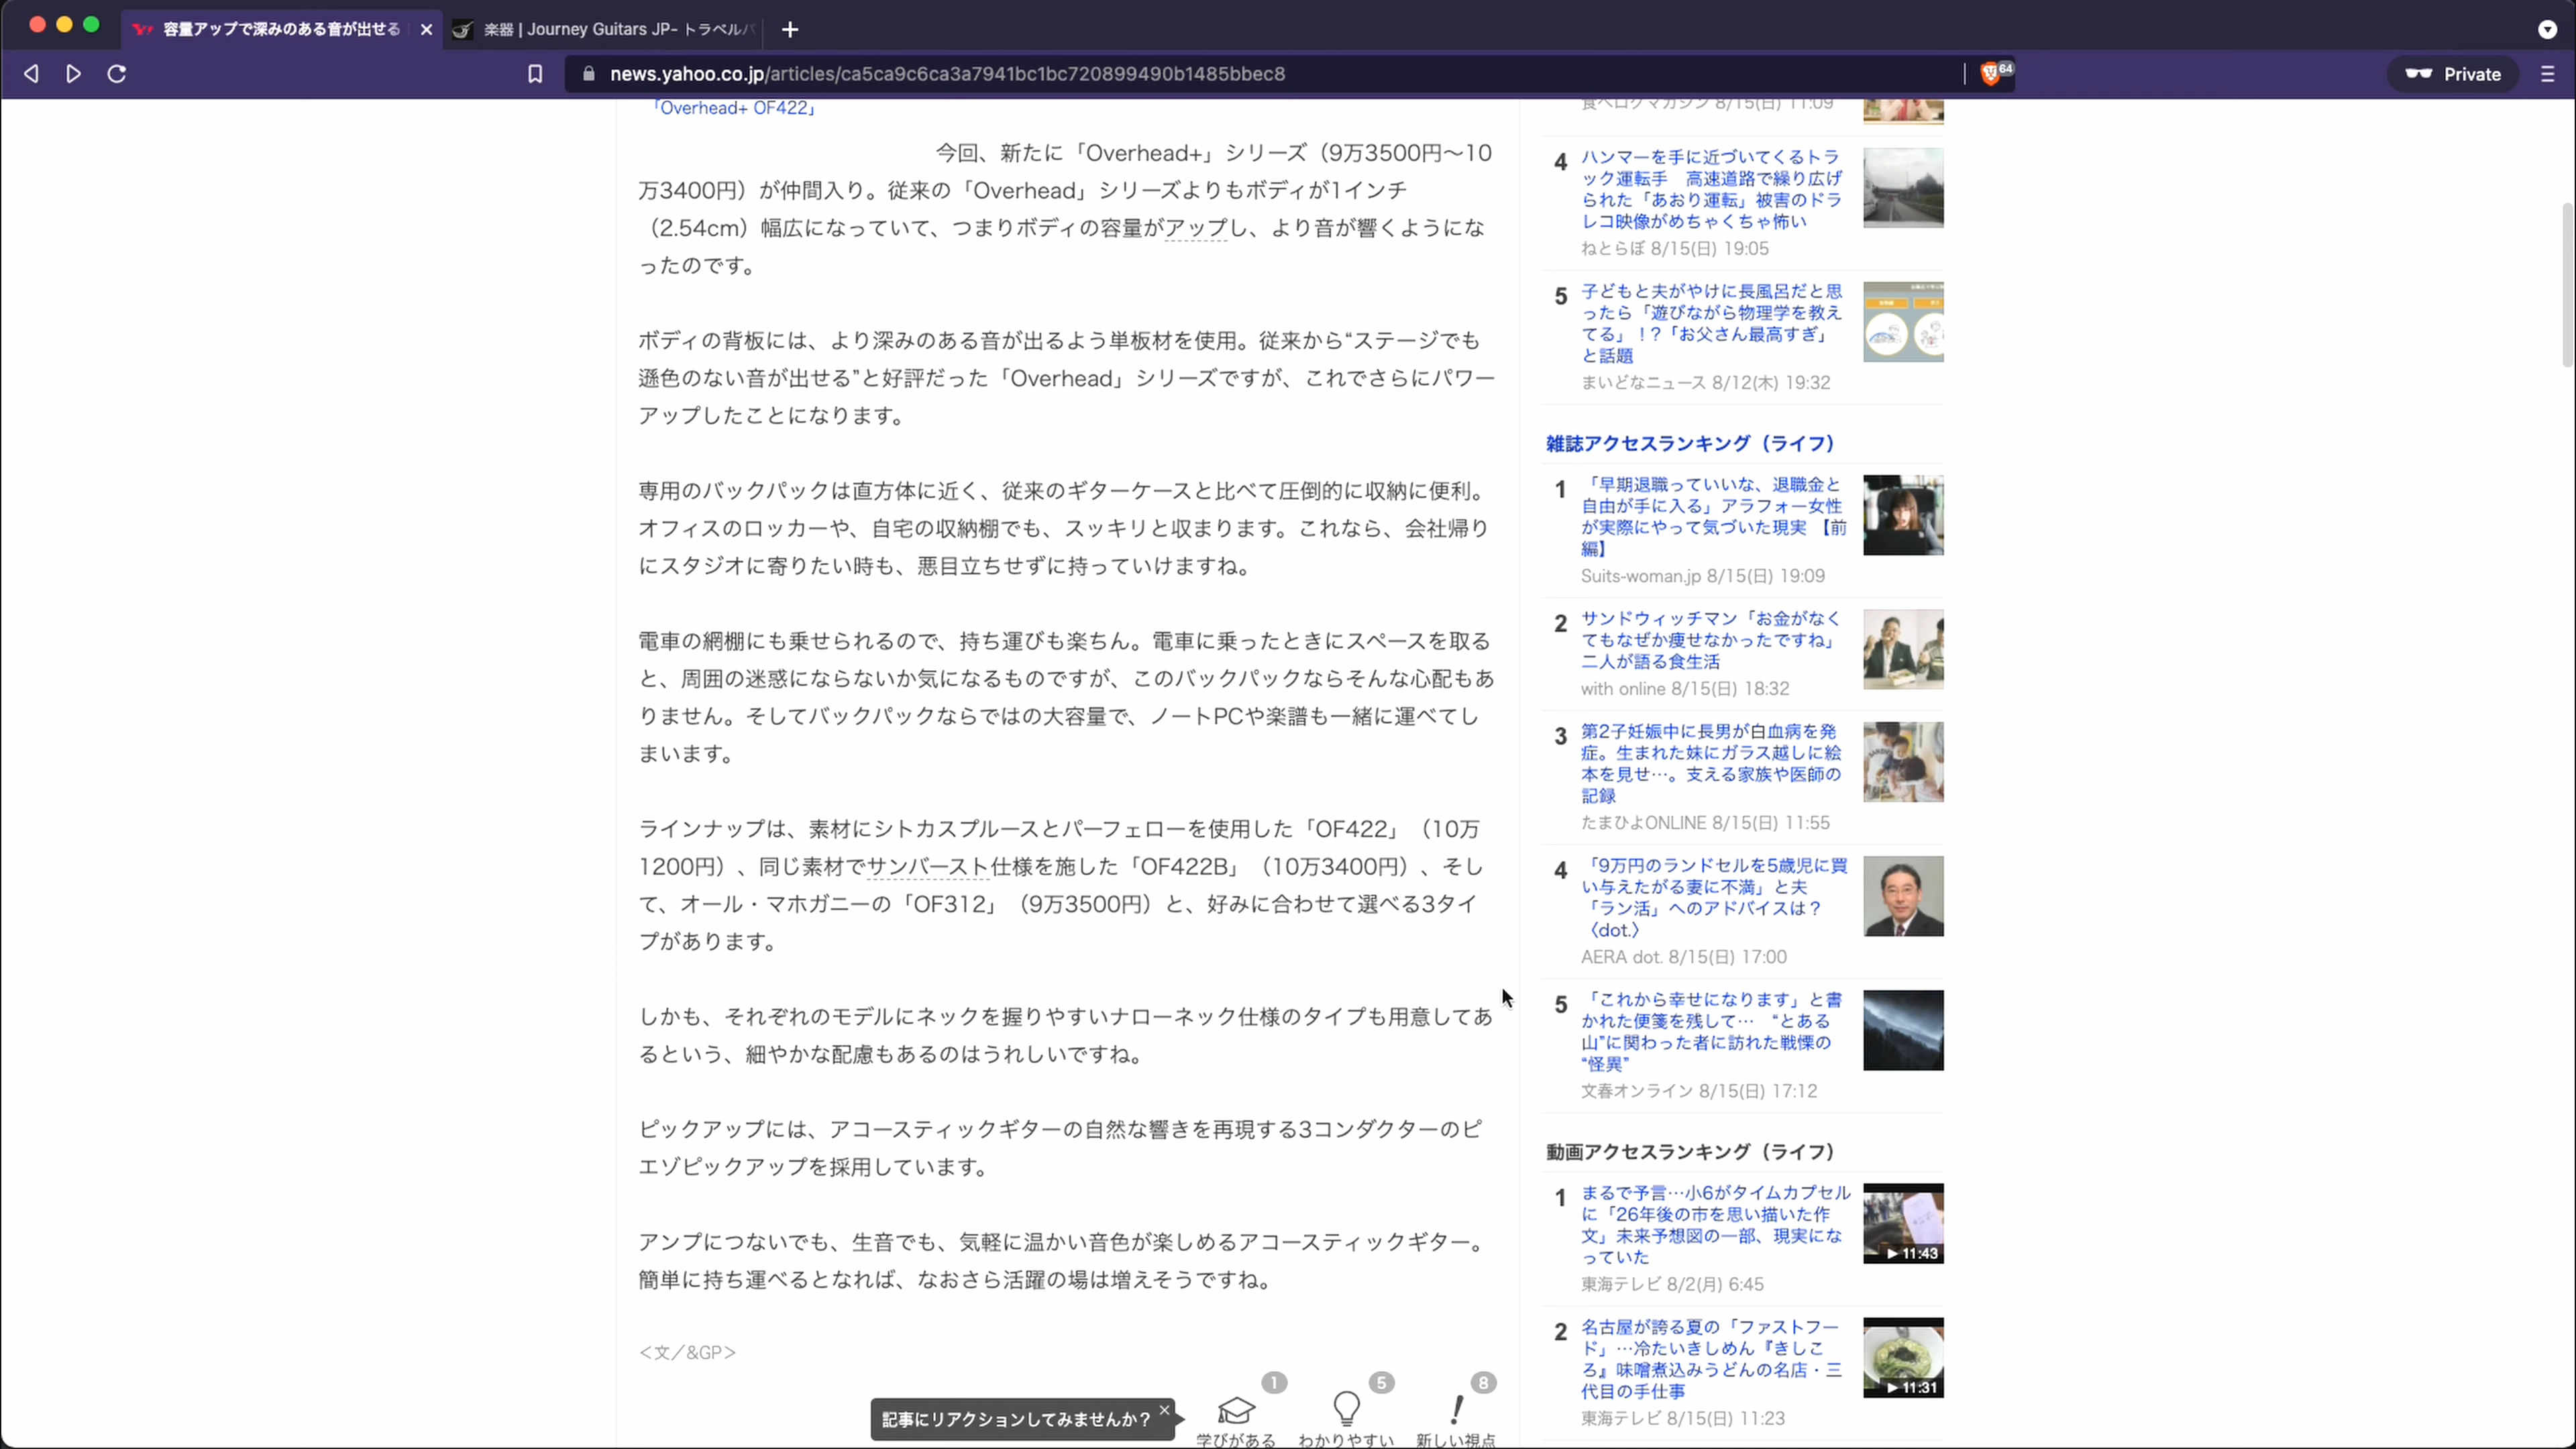 容量アップで深みのある音が出せる
楽器 | Journey Guitars JP- トラベルバ
news.yahoo.co.jp/articles/ca5ca9c6ca3a7941bc1bc720899490b1485bbec8
64
Private
「Overhead+ OF422」
今回、新たに「Overhead+」シリーズ（9万3500円〜10
万3400円）が仲間入り。従来の「Overhead」シリーズよりもボディが1インチ
（2.54cm）幅広になっていて、つまりボディの容量がアップし、より音が響くようにな
ったのです。
ボディの背板には、より深みのある音が出るよう単板材を使用。従来から“ステージでも
遜色のない音が出せる”と好評だった「Overhead」シリーズですが、これでさらにパワー
アップしたことになります。
専用のバックパックは直方体に近く、従来のギターケースと比べて圧倒的に収納に便利。
オフィスのロッカーや、自宅の収納棚でも、スッキリと収まります。これなら、会社帰り
にスタジオに寄りたい時も、悪目立ちせずに持っていけますね。
電車の網棚にも乗せられるので、持ち運びも楽ちん。電車に乗ったときにスペースを取る
と、周囲の迷惑にならないか気になるものですが、このバックパックならそんな心配もあ
りません。そしてバックパックならではの大容量で、ノートPCや楽譜も一緒に運べてし
まいます。
ラインナップは、素材にシトカスプルースとパーフェローを使用した「OF422」（10万
1200円）、同じ素材でサンバースト仕様を施した「OF422B」（10万3400円）、そし
て、オール・マホガニーの「OF312」（9万3500円）と、好みに合わせて選べる3タイ
プがあります。
しかも、それぞれのモデルにネックを握りやすいナローネック仕様のタイプも用意してあ
るという、細やかな配慮もあるのはうれしいですね。
ピックアップには、アコースティックギターの自然な響きを再現する3コンダクターのピ
エゾピックアップを採用しています。
アンプにつないでも、生音でも、気軽に温かい音色が楽しめるアコースティックギター。
簡単に持ち運べるとなれば、なおさら活躍の場は増えそうですね。
＜文／&GP＞
記事にリアクションしてみませんか？
1
学びがある
5
わかりやすい
8
新しい視点
食べログマガジン 8/15(日) 11:09
4
ハンマーを手に近づいてくるトラ
ック運転手　高速道路で繰り広げ
られた「あおり運転」被害のドラ
レコ映像がめちゃくちゃ怖い
ねとらぼ 8/15(日) 19:05
5
子どもと夫がやけに長風呂だと思
ったら「遊びながら物理学を教え
てる」！?「お父さん最高すぎ」
と話題
まいどなニュース 8/12(木) 19:32
雑誌アクセスランキング（ライフ）
1
「早期退職っていいな、退職金と
自由が手に入る」アラフォー女性
が実際にやって気づいた現実 【前
編】
Suits-woman.jp 8/15(日) 19:09
2
サンドウィッチマン「お金がなく
てもなぜか痩せなかったですね」
二人が語る食生活
with online 8/15(日) 18:32
3
第2子妊娠中に長男が白血病を発
症。生まれた妹にガラス越しに絵
本を見せ…。支える家族や医師の
記録
たまひよONLINE 8/15(日) 11:55
4
「9万円のランドセルを5歳児に買
い与えたがる妻に不満」と夫
「ラン活」へのアドバイスは？
〈dot.〉
AERA dot. 8/15(日) 17:00
5
「これから幸せになります」と書
かれた便箋を残して…　“とある
山”に関わった者に訪れた戦慄の
“怪異”
文春オンライン 8/15(日) 17:12
動画アクセスランキング（ライフ）
1
まるで予言…小6がタイムカプセル
に「26年後の市を思い描いた作
文」未来予想図の一部、現実にな
っていた
11:43
東海テレビ 8/2(月) 6:45
2
名古屋が誇る夏の「ファストフー
ド」…冷たいきしめん『きしこ
ろ』味噌煮込みうどんの名店・三
代目の手仕事
11:31
東海テレビ 8/15(日) 11:23